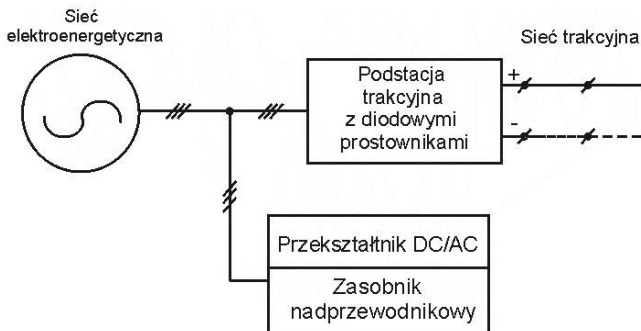 Sieć
elektroenergetyczna
Sieć trakcyjna
Podstacja
trakcyjna
z diodowymi
prostownikami
+
-
Przekształtnik DC/AC
Zasobnik
nadprzewodnikowy